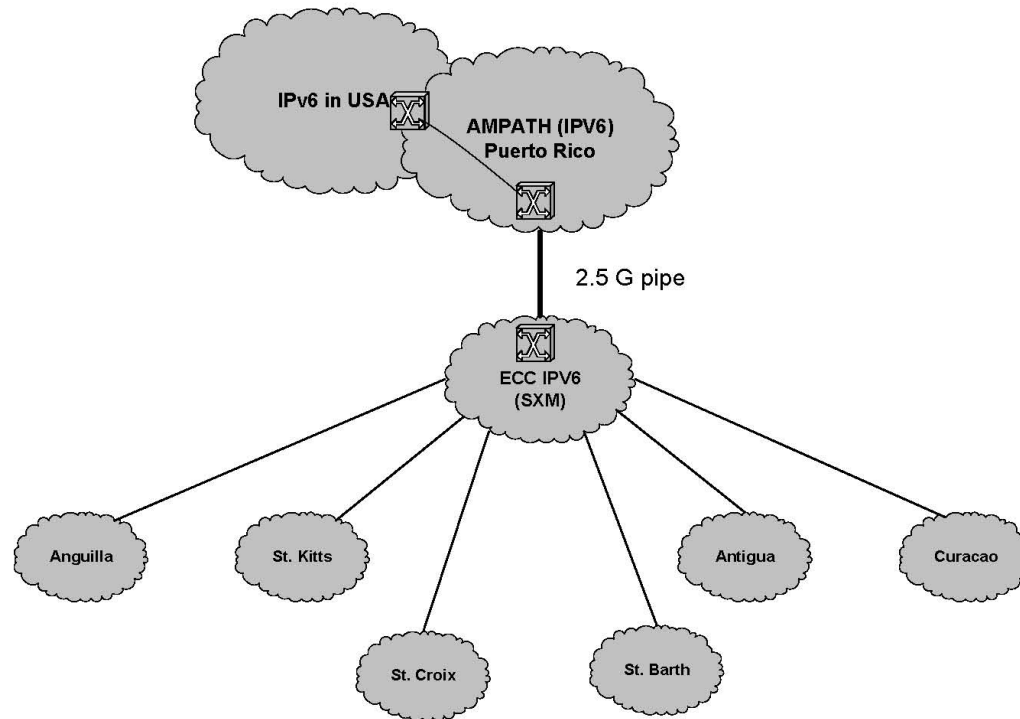 IPv6 in USA
AMPATH (IPV6)
Puerto Rico
2.5 G pipe
ECC IPV6
(SXM)
Anguilla
St. Kitts
Antigua
Curacao
St. Croix
St. Barth